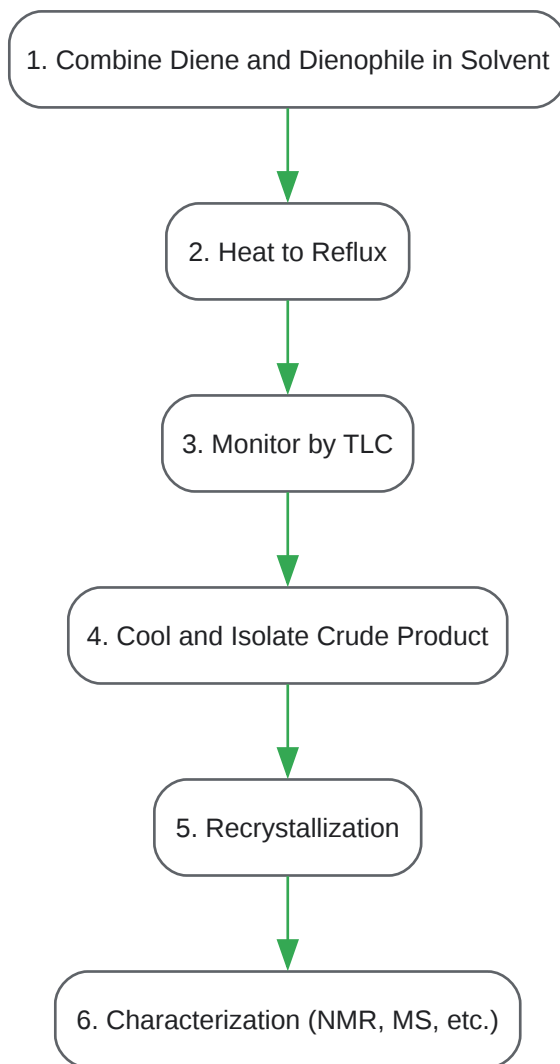 1. Combine Diene and Dienophile in Solvent
2. Heat to Reflux
3. Monitor by TLC
4. Cool and Isolate Crude Product
5. Recrystallization
6. Characterization (NMR, MS, etc.)